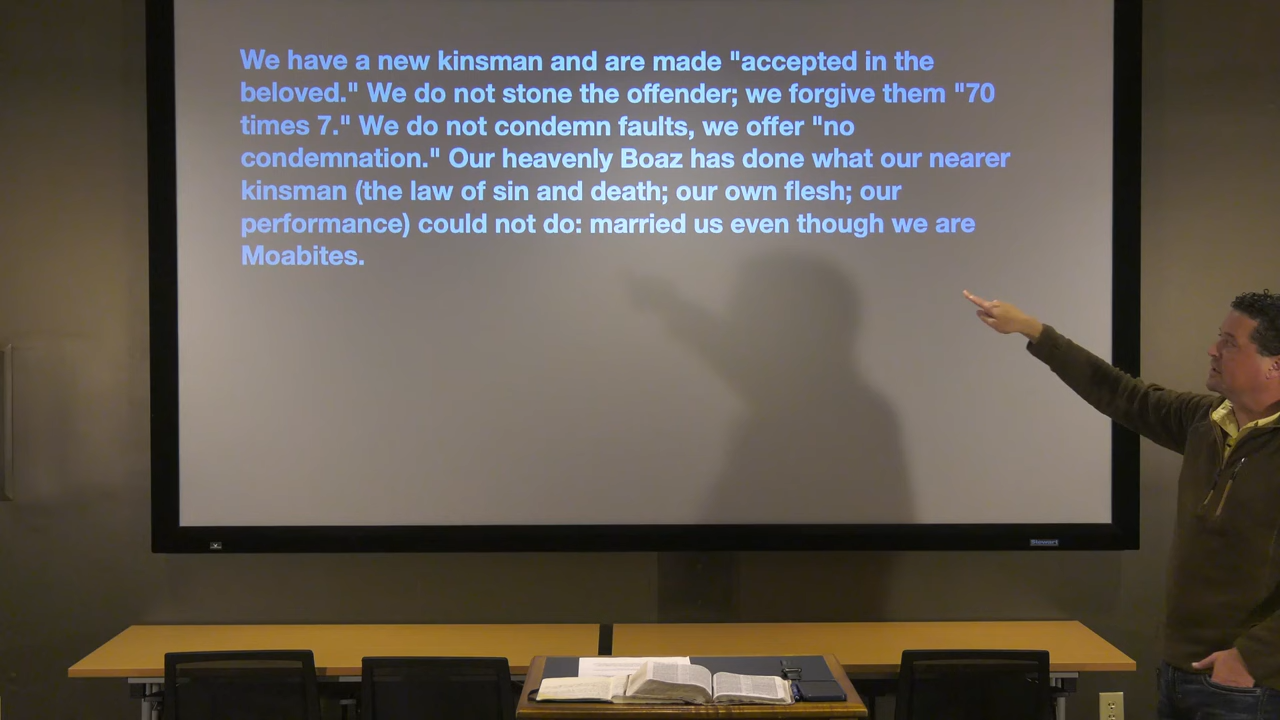 We have a new kinsman and are made "accepted in the
beloved." We do not stone the offender; we forgive them "70
times 7." We do not condemn faults, we offer "no
condemnation." Our heavenly Boaz has done what our nearer
kinsman (the law of sin and death; our own flesh; our
performance) could not do: married us even though we are
Moabites.